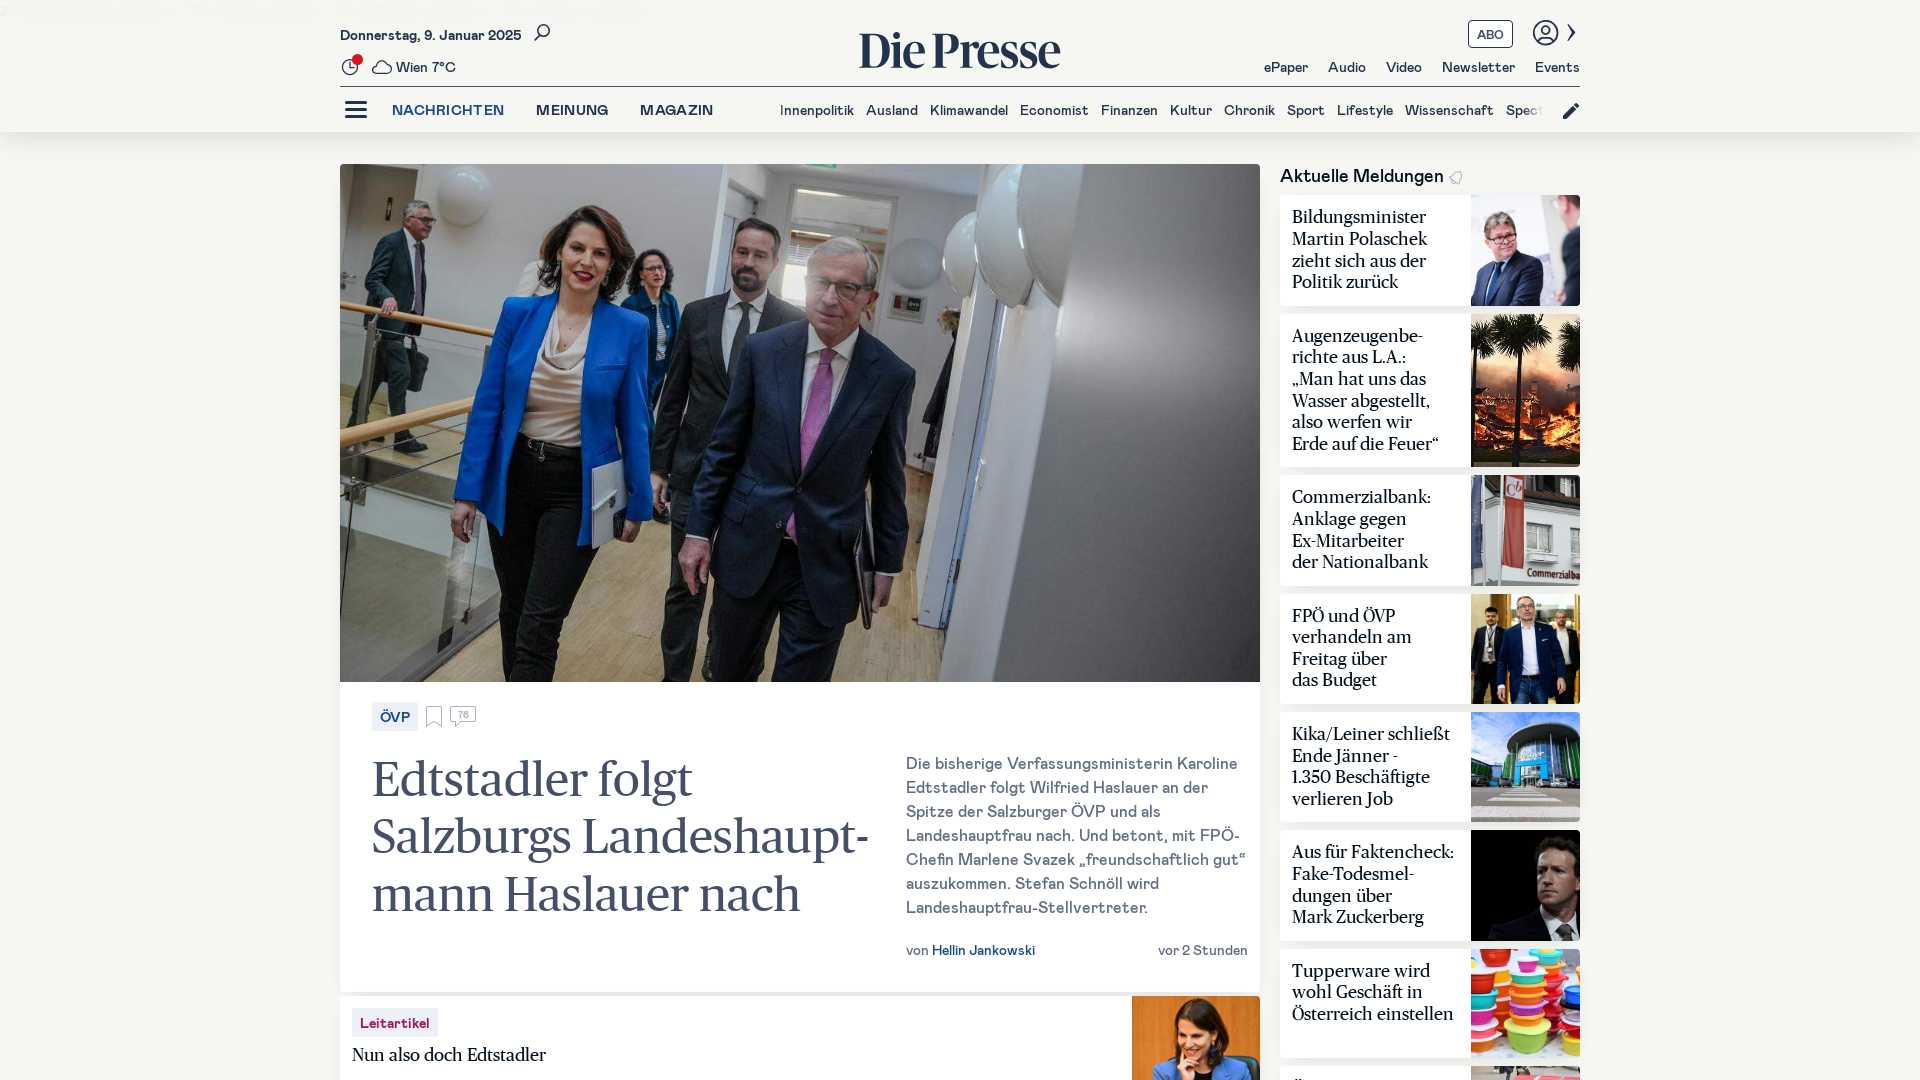 Donnerstag, 9. Januar 2025
Wien 7°C
Die Presse
ABO
ePaper Audio Video Newsletter Events
NACHRICHTEN MEINUNG MAGAZIN
Innenpolitik Ausland Klimawandel Economist Finanzen Kultur Chronik Sport Lifestyle Wissenschaft Spect
ÖVP
76
Edtstadler folgt
Salzburgs Landeshaupt-
mann Haslauer nach
Die bisherige Verfassungsministerin Karoline
Edtstadler folgt Wilfried Haslauer an der
Spitze der Salzburger ÖVP und als
Landeshauptfrau nach. Und betont, mit FPÖ-
Chefin Marlene Svazek „freundschaftlich gut“
auszukommen. Stefan Schnöll wird
Landeshauptfrau-Stellvertreter.
von Hellin Jankowski
vor 2 Stunden
Leitartikel
Nun also doch Edtstadler
Aktuelle Meldungen
Bildungsminister
Martin Polaschek
zieht sich aus der
Politik zurück
Augenzeugenbe-
richte aus L.A.:
„Man hat uns das
Wasser abgestellt,
also werfen wir
Erde auf die Feuer“
Commerzialbank:
Anklage gegen
Ex-Mitarbeiter
der Nationalbank
Commerzialba
FPÖ und ÖVP
verhandeln am
Freitag über
das Budget
Kika/Leiner schließt
Ende Jänner -
1.350 Beschäftigte
verlieren Job
Aus für Faktencheck:
Fake-Todesmel-
dungen über
Mark Zuckerberg
Tupperware wird
wohl Geschäft in
Österreich einstellen